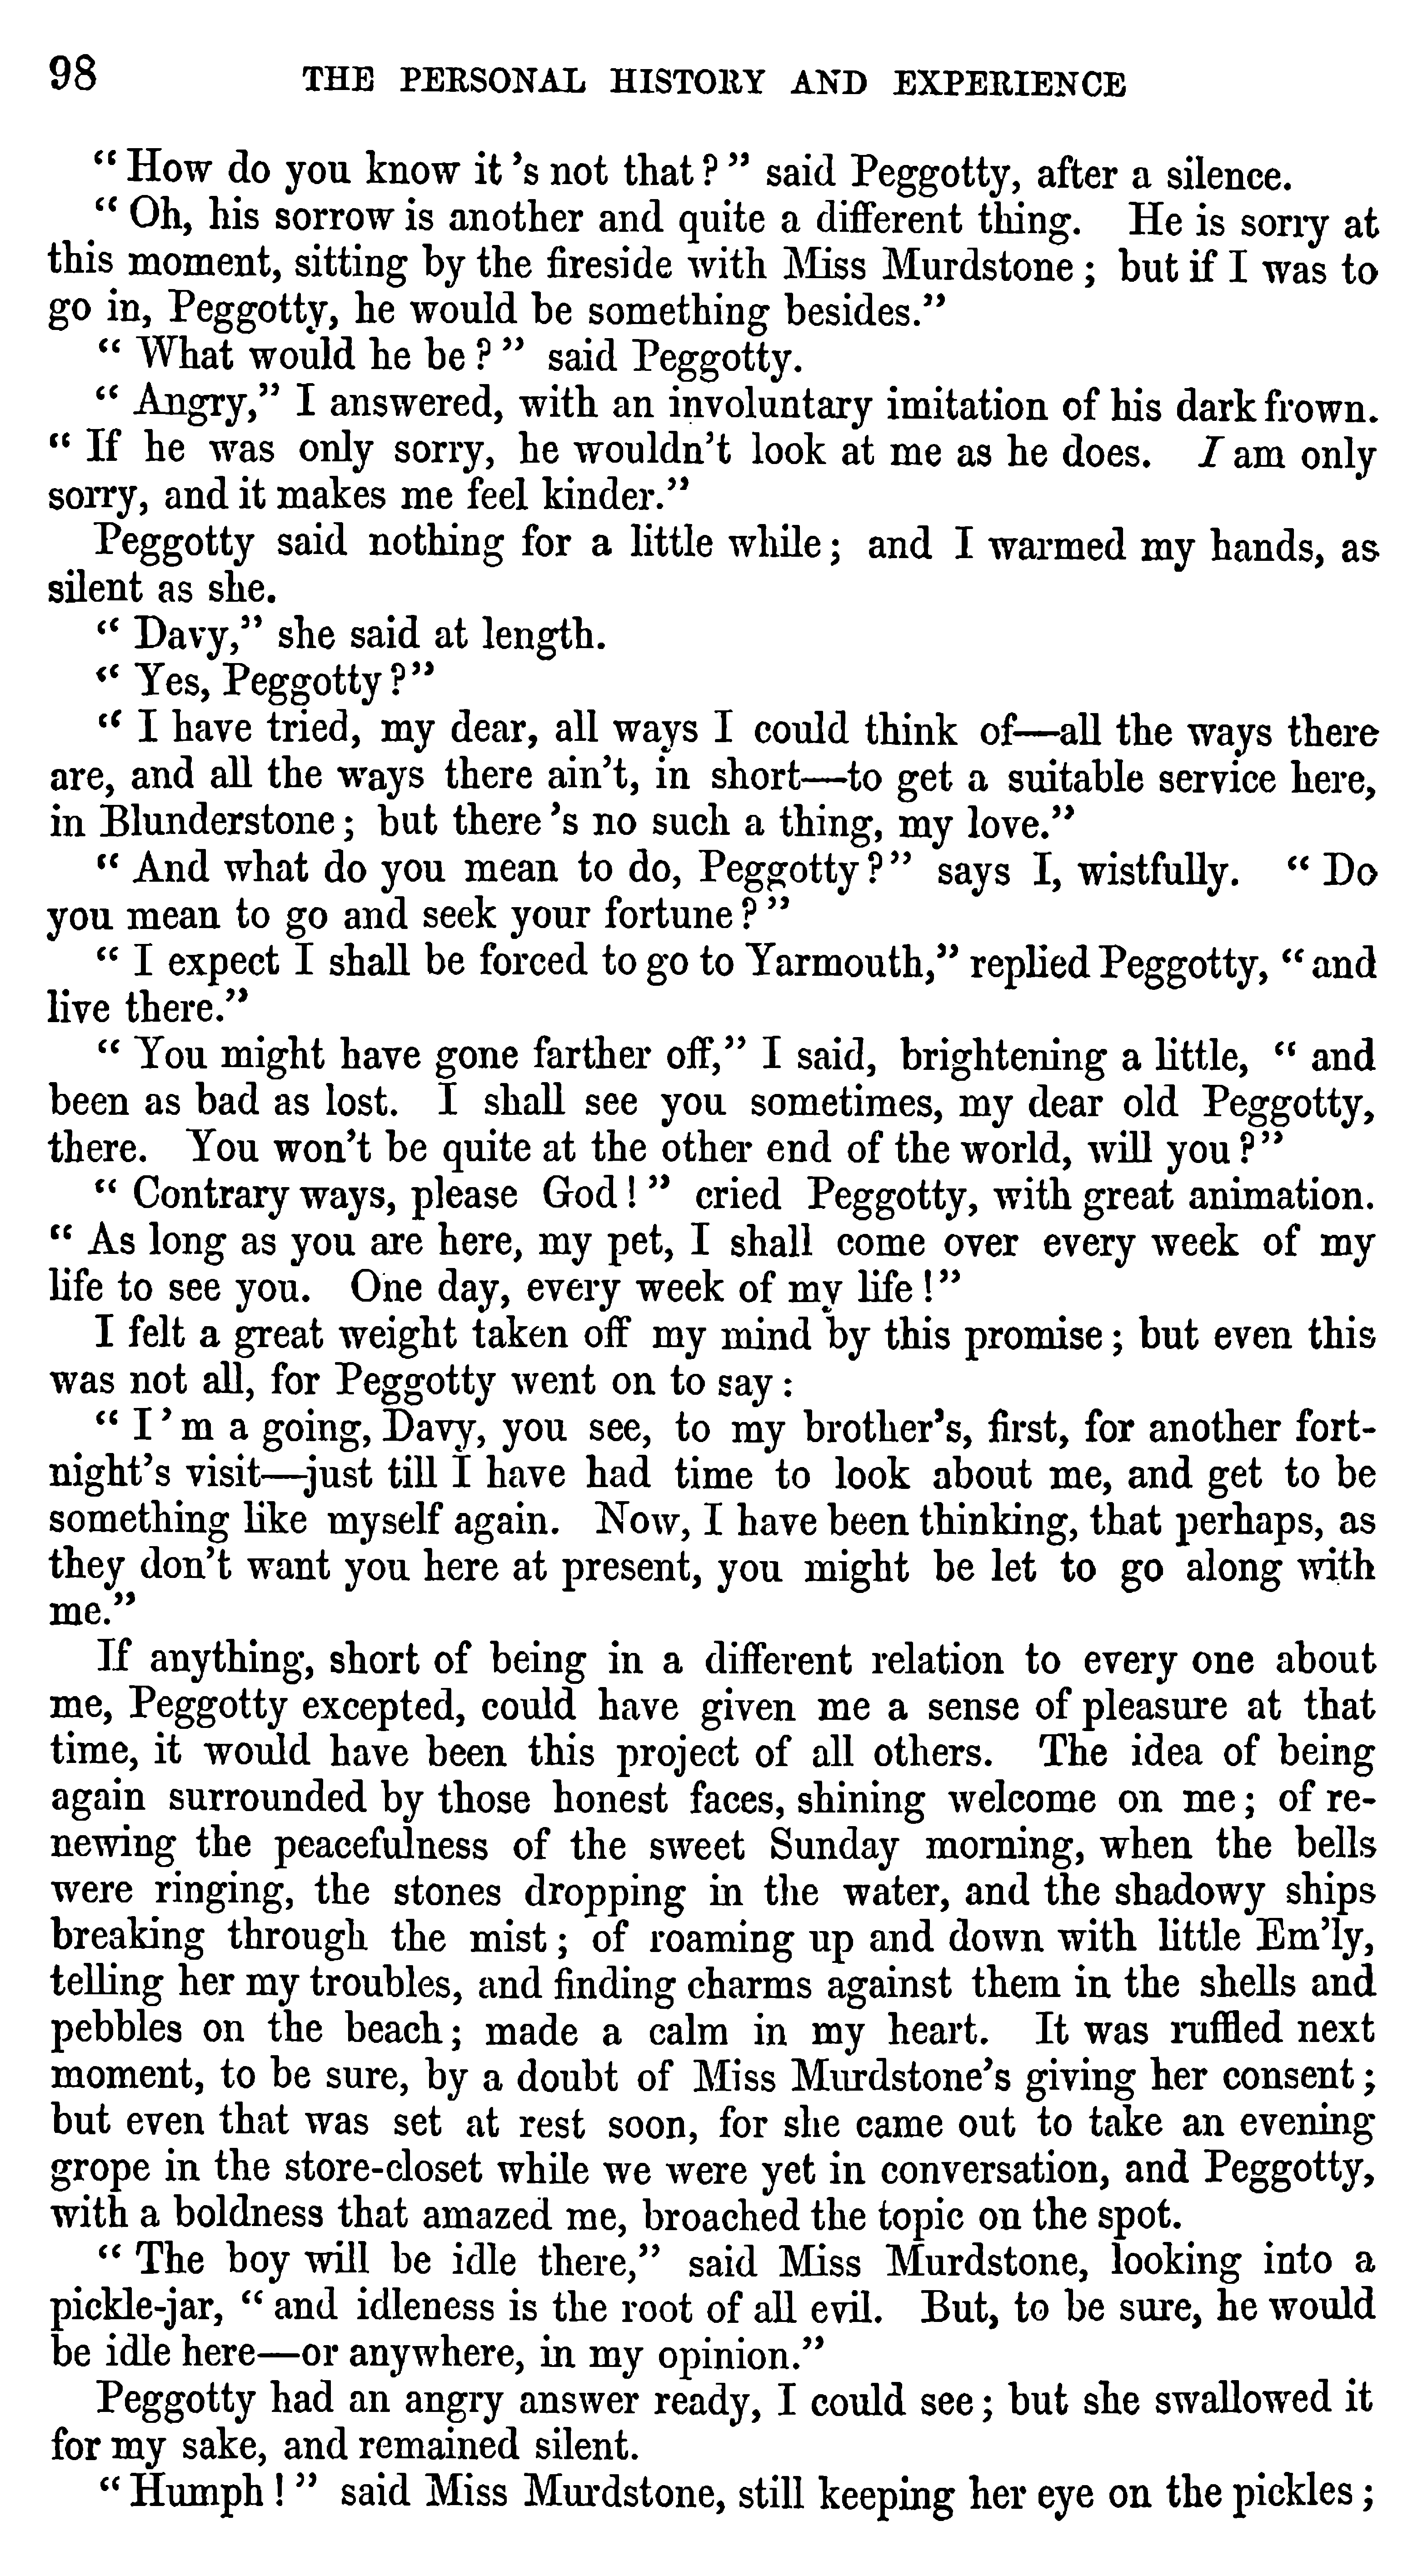 98 THE PERSONAL HISTORY AND EXPERIENCE
“ How do you know it ’s not that ? ” said Peggotty, after a silence.
“ Oh, his sorrow is another and quite a different thing. He is sorry at
this moment, sitting by the fireside with Miss Murdstone ; but if I was to
go in, Peggotty, he would be something besides.”
“ What would he be ? ” said Peggotty.
“ Angry,” I answered, with an involuntary imitation of his dark frown.
“ If he was only sorry, he wouldn’t look at me as he does. I am only
sorry, and it makes me feel kinder.”
Peggotty said nothing for a little while ; and I warmed my hands, as
silent as she.
“ Davy,” she said at length.
“ Yes, Peggotty ?”
“ I have tried, my dear, all ways I could think of—all the ways there
are, and all the ways there ain’t, in short—to get a suitable service here,
in Blunderstone ; but there ’s no such a thing, my love.”
“ And what do you mean to do, Peggotty ?” says I, wistfully. “ Do
you mean to go and seek your fortune ? ”
“ I expect I shall be forced to go to Yarmouth,” replied Peggotty, “ and
live there.”
“ You might have gone farther off,” I said, brightening a little, “ and
been as bad as lost. I shall see you sometimes, my dear old Peggotty,
there. You won’t be quite at the other end of the world, will you ?”
“ Contrary ways, please God ! ” cried Peggotty, with great animation.
“ As long as you are here, my pet, I shall come over every week of my
life to see you. One day, every week of my life !”
I felt a great weight taken off my mind by this promise ; but even this
was not all, for Peggotty went on to say :
“ I ’m a going, Davy, you see, to my brother’s, first, for another fort-
night’s visit—just till I have had time to look about me, and get to be
something like myself again. Now, I have been thinking, that perhaps, as
they don’t want you here at present, you might be let to go along with
me.”
If anything, short of being in a different relation to every one about
me, Peggotty excepted, could have given me a sense of pleasure at that
time, it would have been this project of all others. The idea of being
again surrounded by those honest faces, shining welcome on me ; of re-
newing the peacefulness of the sweet Sunday morning, when the bells
were ringing, the stones dropping in the water, and the shadowy ships
breaking through the mist ; of roaming up and down with little Em’ly,
telling her my troubles, and finding charms against them in the shells and
pebbles on the beach ; made a calm in my heart. It was ruffled next
moment, to be sure, by a doubt of Miss Murdstone’s giving her consent ;
but even that was set at rest soon, for she came out to take an evening
grope in the store-closet while we were yet in conversation, and Peggotty,
with a boldness that amazed me, broached the topic on the spot.
“ The boy will be idle there,” said Miss Murdstone, looking into a
pickle-jar, “ and idleness is the root of all evil. But, to be sure, he would
be idle here—or anywhere, in my opinion.”
Peggotty had an angry answer ready, I could see ; but she swallowed it
for my sake, and remained silent.
“ Humph ! ” said Miss Murdstone, still keeping her eye on the pickles ;